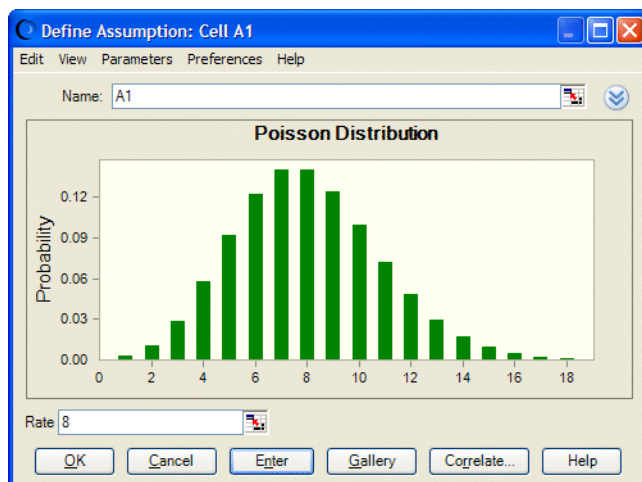 Define Assumption: Cell A1
Edit View Parameters Preferences Help
Name: A1
Poisson Distribution
Probability
0.12
0.09
0.06
0.03
0.00
0 2 4 6 8 10 12 14 16 18
Rate 8
OK Cancel Enter Gallery Correlate... Help